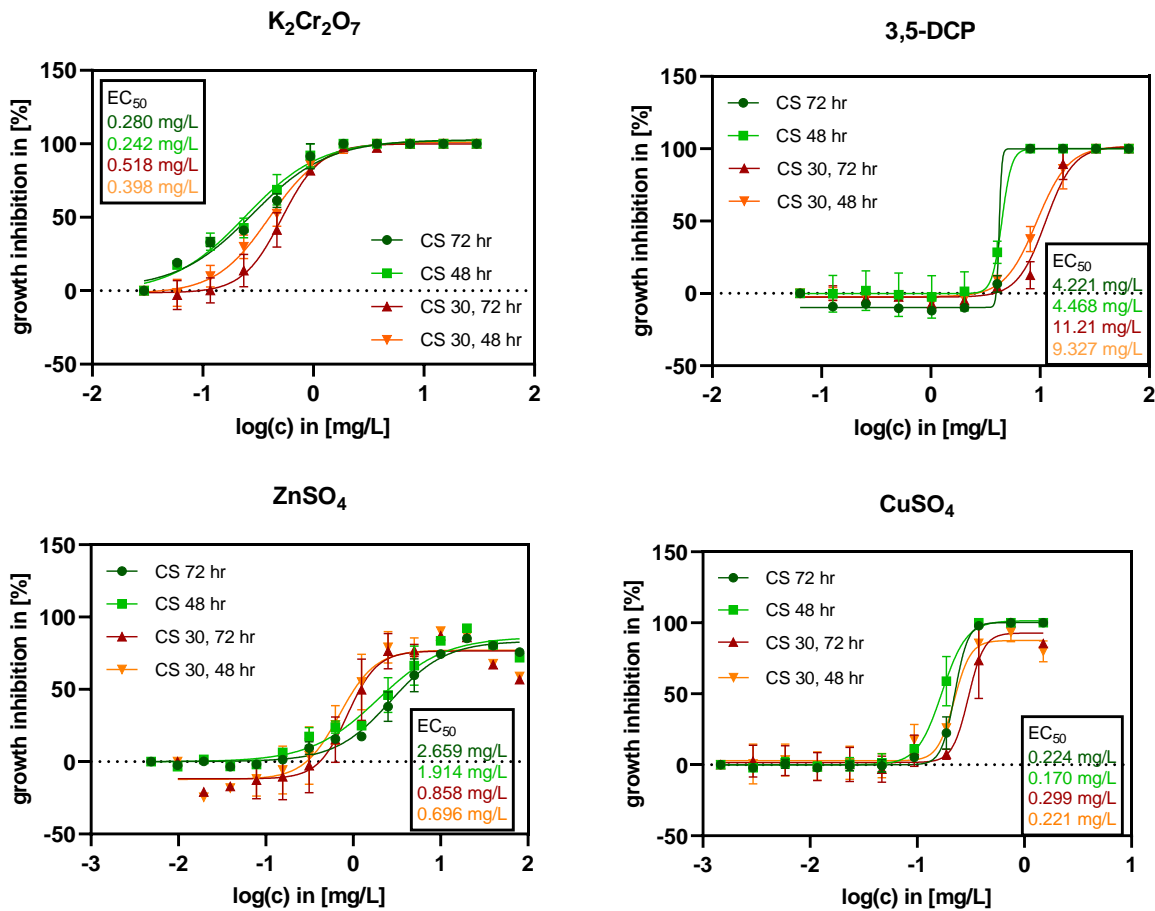 K2Cr2O7
growth inhibition in [%]
150
100
50
0
-50
EC50
0.280 mg/L
0.242 mg/L
0.518 mg/L
0.398 mg/L
CS 72 hr
CS 48 hr
CS 30, 72 hr
CS 30, 48 hr
-2
-1
0
1
2
log(c) in [mg/L]
3,5-DCP
growth inhibition in [%]
150
100
50
0
-50
CS 72 hr
CS 48 hr
CS 30, 72 hr
CS 30, 48 hr
EC50
4.221 mg/L
4.468 mg/L
11.21 mg/L
9.327 mg/L
-2
-1
0
1
2
log(c) in [mg/L]
ZnSO4
growth inhibition in [%]
150
100
50
0
-50
CS 72 hr
CS 48 hr
CS 30, 72 hr
CS 30, 48 hr
EC50
2.659 mg/L
1.914 mg/L
0.858 mg/L
0.696 mg/L
-3
-2
-1
0
1
2
log(c) in [mg/L]
CuSO4
growth inhibition in [%]
150
100
50
0
-50
CS 72 hr
CS 48 hr
CS 30, 72 hr
CS 30, 48 hr
EC50
0.224 mg/L
0.170 mg/L
0.299 mg/L
0.221 mg/L
-3
-2
-1
0
1
log(c) in [mg/L]